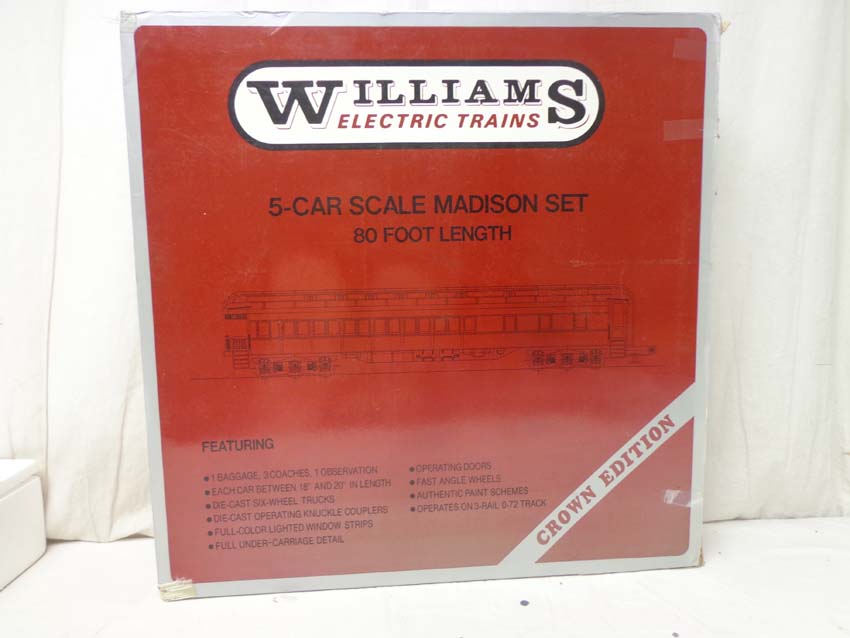 WILLIAMS
ELECTRIC TRAINS
5-CAR SCALE MADISON SET
80 FOOT LENGTH
FEATURING
• 1 BAGGAGE, 3 COACHES, 1 OBSERVATION
• EACH CAR BETWEEN 18" AND 20" IN LENGTH
• DIE-CAST SIX-WHEEL TRUCKS
• DIE-CAST OPERATING KNUCKLE COUPLERS
• FULL-COLOR LIGHTED WINDOW STRIPS
• FULL UNDER-CARRIAGE DETAIL
• OPERATING DOORS
• FAST ANGLE WHEELS
• AUTHENTIC PAINT SCHEMES
• OPERATES ON 3-RAIL 0-72 TRACK
CROWN EDITION